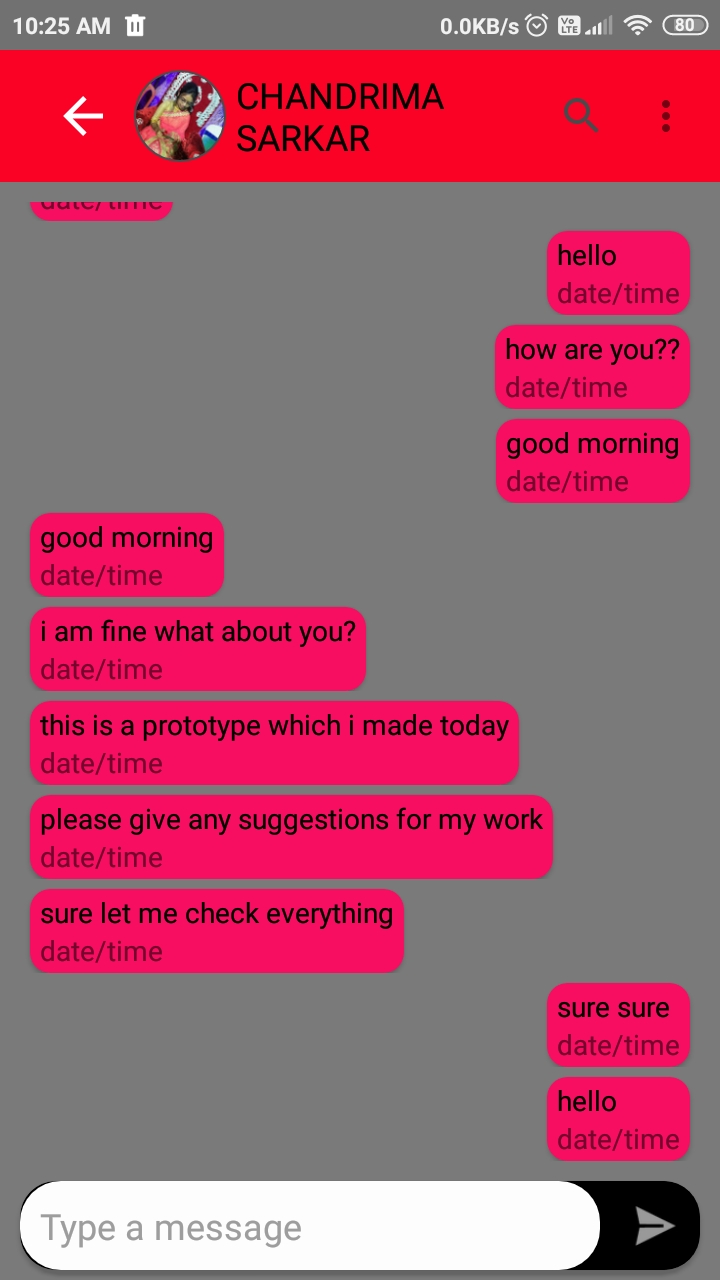 10:25 AM
0.0KB/s
Vo LTE
80
CHANDRIMA
SARKAR
date/time
hello
date/time
how are you??
date/time
good morning
date/time
good morning
date/time
i am fine what about you?
date/time
this is a prototype which i made today
date/time
please give any suggestions for my work
date/time
sure let me check everything
date/time
sure sure
date/time
hello
date/time
Type a message